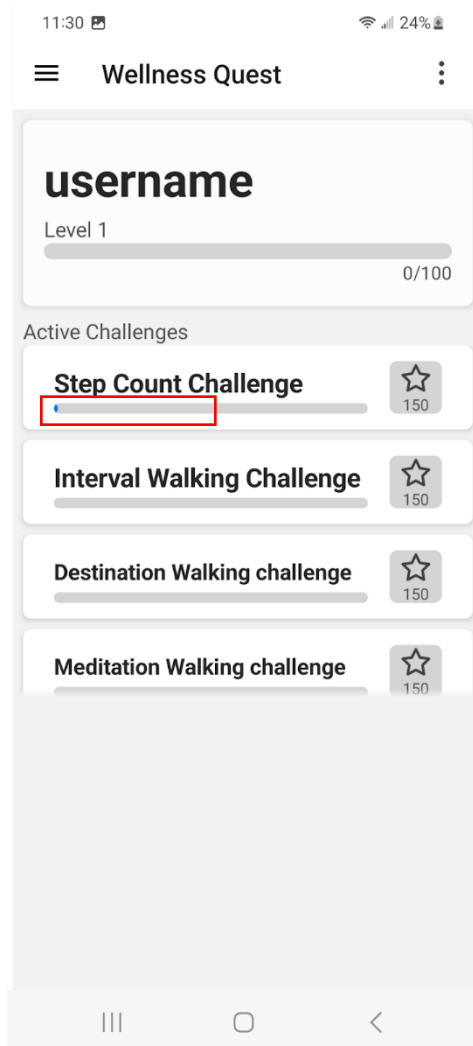 11:30 24%
Wellness Quest
username
Level 1
0/100
Active Challenges
Step Count Challenge
150
Interval Walking Challenge
150
Destination Walking challenge
150
Meditation Walking challenge
150